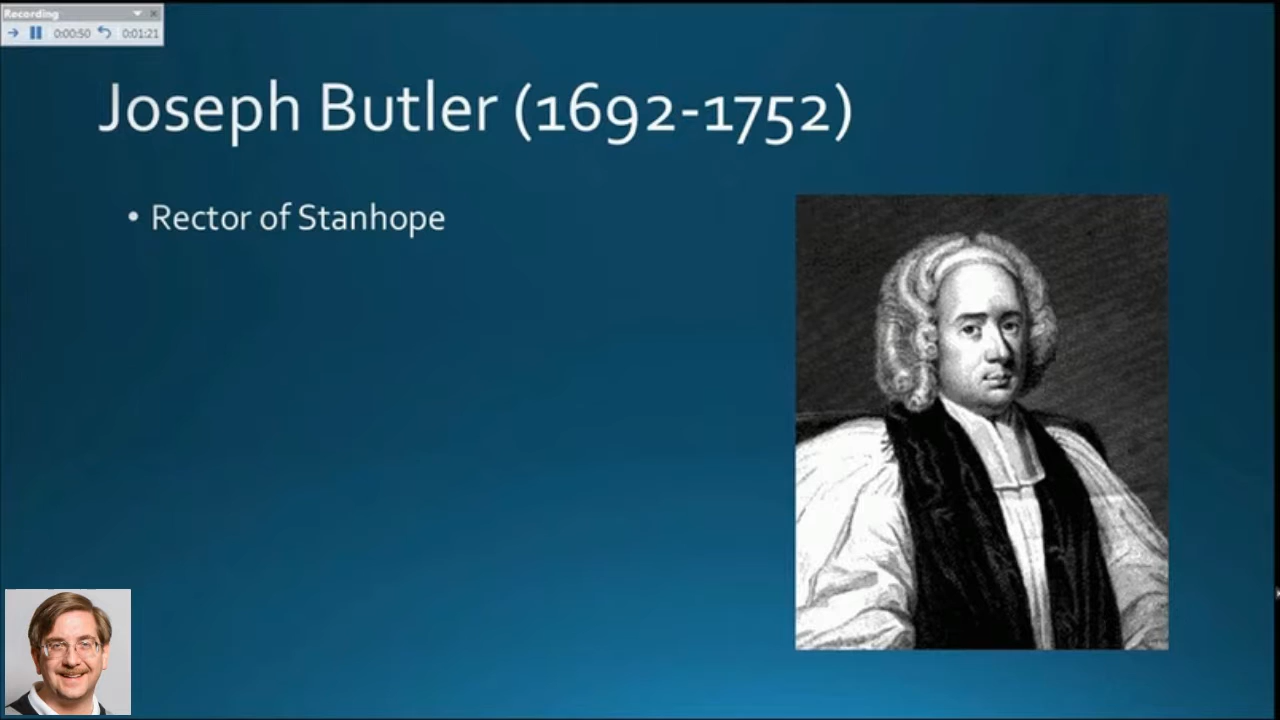 Recording
0:00:50 0:01:21
Joseph Butler (1692-1752)
• Rector of Stanhope